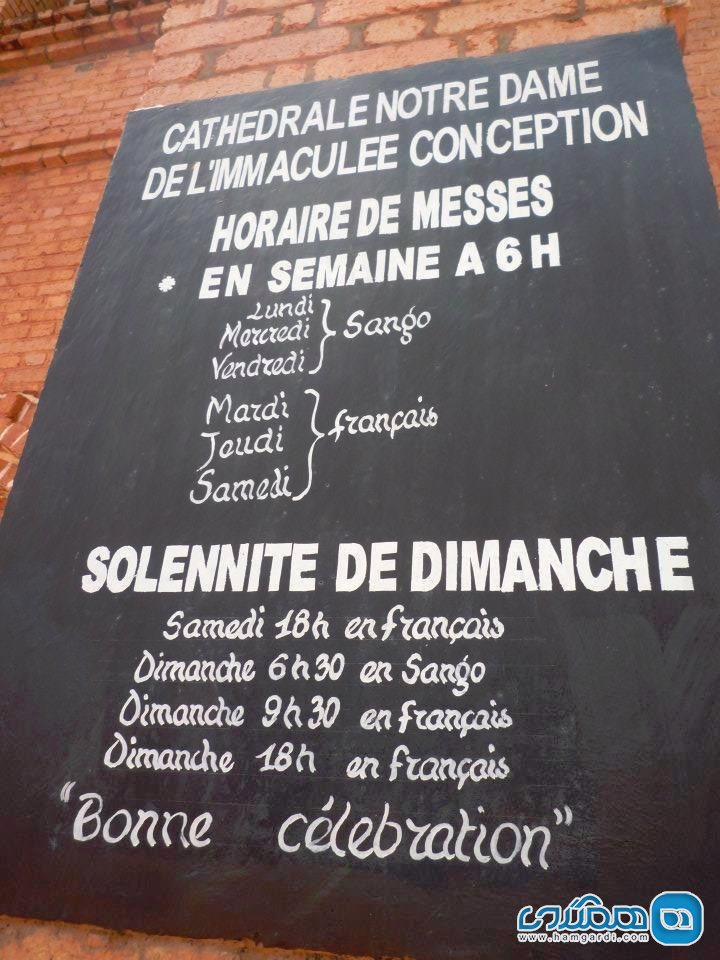 CATHEDRALE NOTRE DAME
DE L'IMMACULEE CONCEPTION
HORAIRE DE MESSES
* EN SEMAINE A 6H
Lundi
Mercredi
Vendredi
Sango
Mardi
Jeudi
Samedi
français
SOLENNITE DE DIMANCHE
Samedi 18h en français
Dimanche 6h30 en Sango
Dimanche 9h30 en français
Dimanche 18h en français
"Bonne célebration"
همگردی
www.hamgardi.com